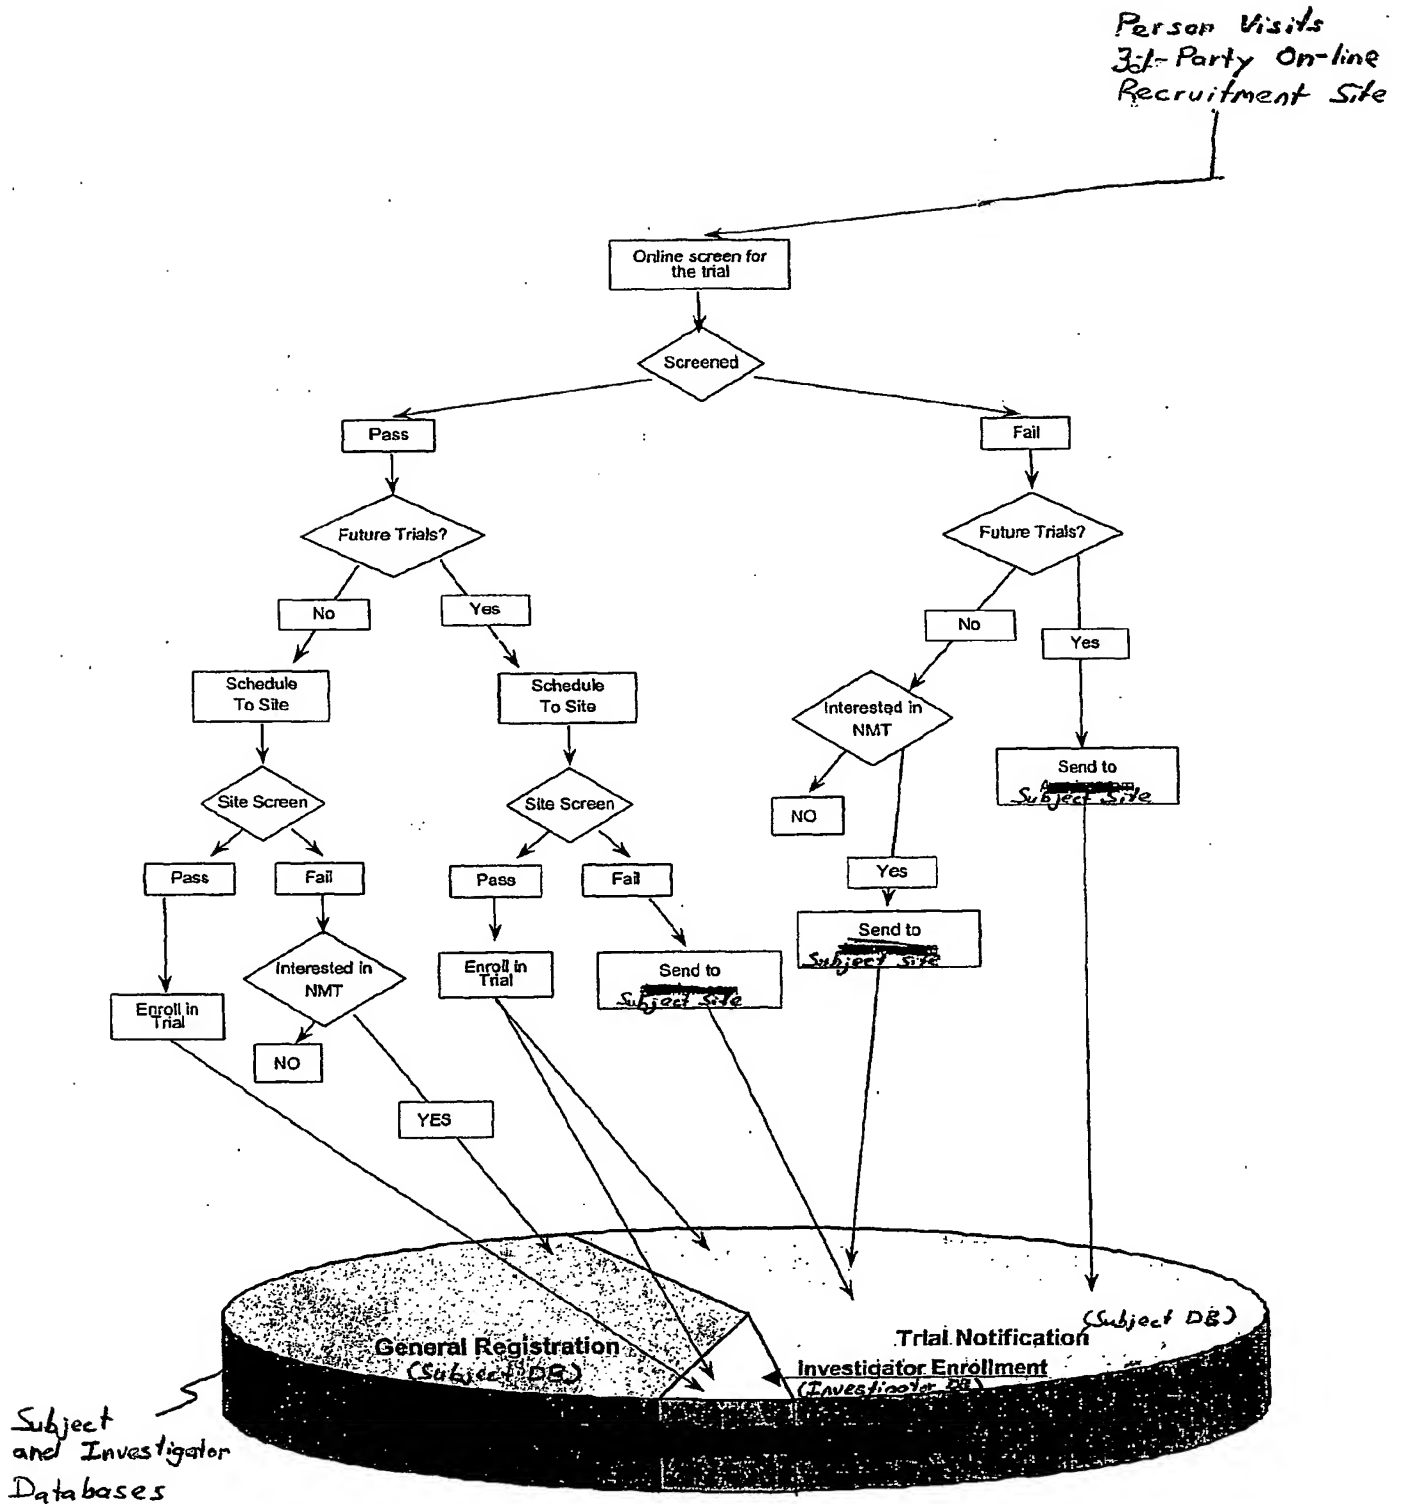 Person Visits
3d-Party On-line
Recruitment Site
Online screen for
the trial
Screened
Pass
Fail
Future Trials?
Future Trials?
No
Yes
No
Yes
Schedule
To Site
Schedule
To Site
Interested in
NMT
Send to
Subject Site
Site Screen
Site Screen
NO
Pass
Fail
Pass
Fail
Yes
Send to
Subject Site
Interested in
NMT
Enroll in
Trial
Send to
Subject Site
Enroll in
Trial
NO
YES
General Registration
(Subject DB)
Trial Notification
(Subject DB)
Investigator Enrollment
(Investigator DB)
Subject
and Investigator
Databases